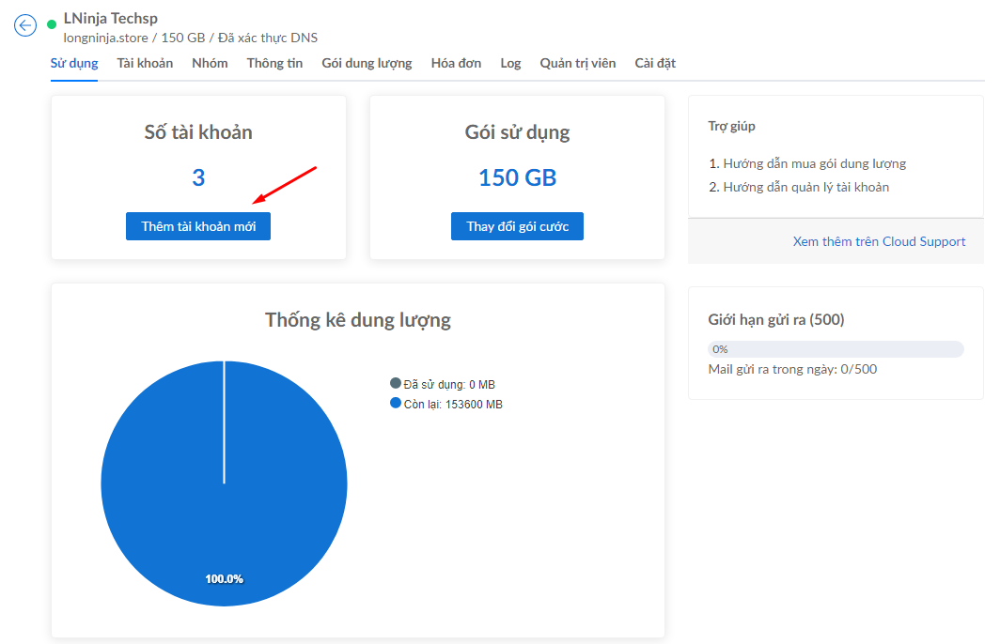 LNinja Techsp
longninja.store / 150 GB / Đã xác thực DNS
Sử dụng Tài khoản Nhóm Thông tin Gói dung lượng Hóa đơn Log Quản trị viên Cài đặt
Số tài khoản
3
Thêm tài khoản mới
Gói sử dụng
150 GB
Thay đổi gói cước
Trợ giúp
1. Hướng dẫn mua gói dung lượng
2. Hướng dẫn quản lý tài khoản
Xem thêm trên Cloud Support
Thống kê dung lượng
Đã sử dụng: 0 MB
Còn lại: 153600 MB
100.0%
Giới hạn gửi ra (500)
0%
Mail gửi ra trong ngày: 0/500